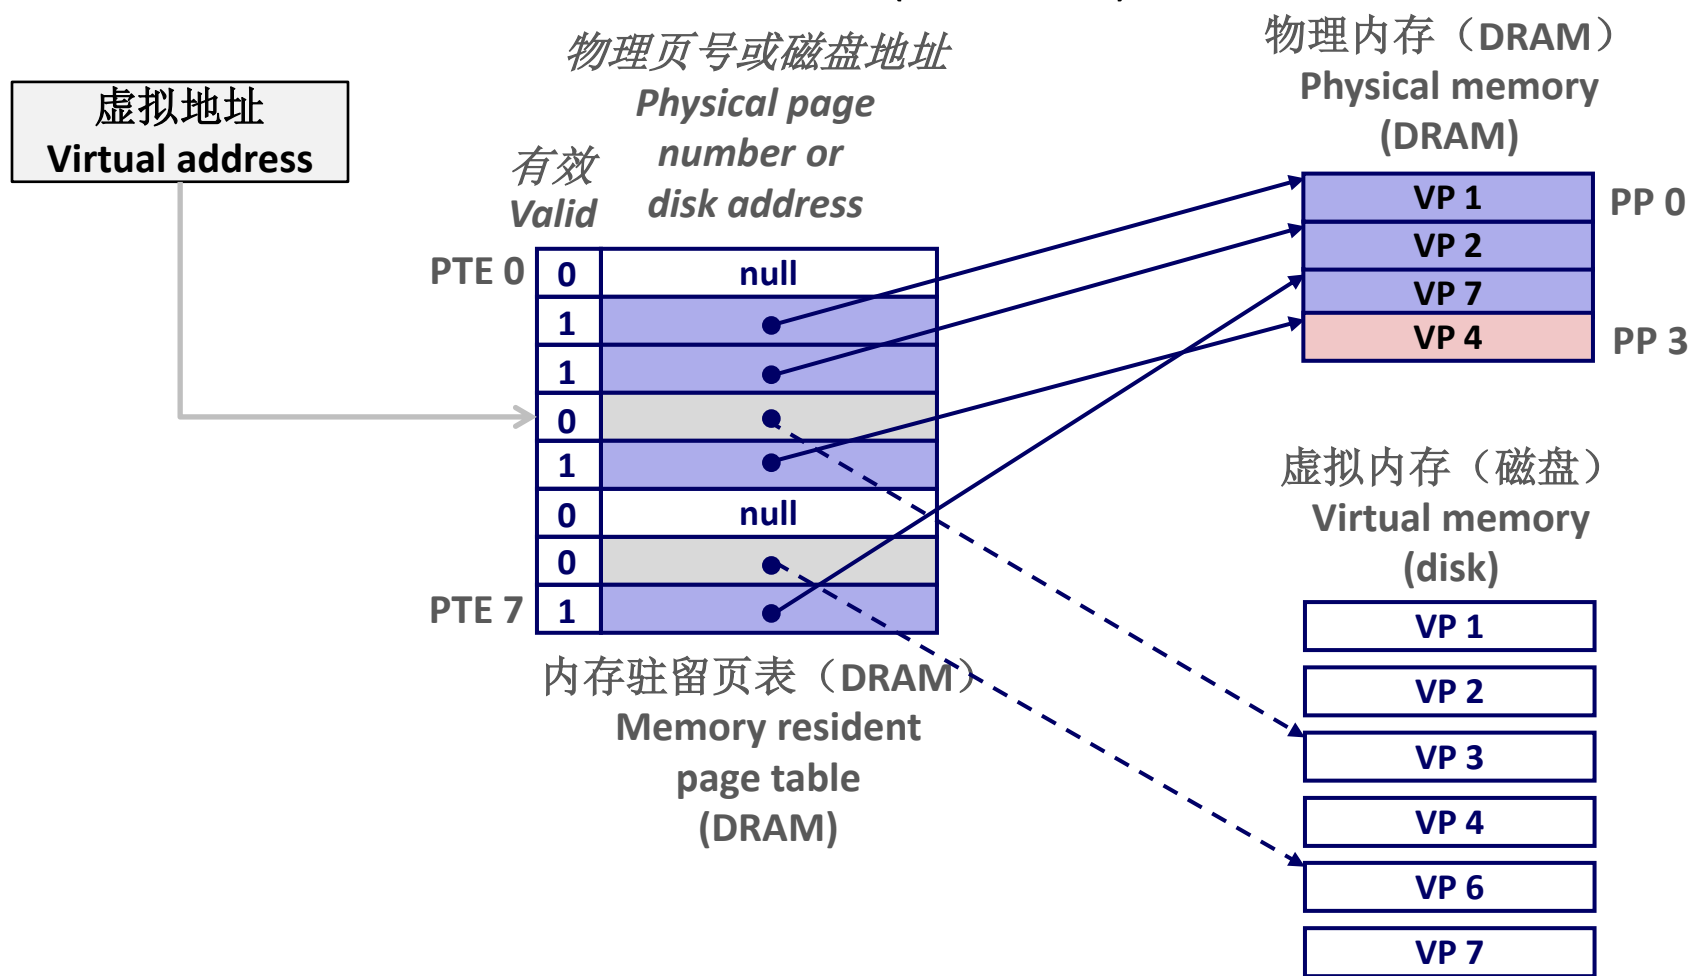 虚拟地址
Virtual address
物理页号或磁盘地址
Physical page
number or
disk address
有效
Valid
PTE 0
0
null
1
1
0
1
0
null
0
PTE 7
1
内存驻留页表（DRAM）
Memory resident
page table
(DRAM)
物理内存（DRAM）
Physical memory
(DRAM)
VP 1
PP 0
VP 2
VP 7
VP 4
PP 3
虚拟内存（磁盘）
Virtual memory
(disk)
VP 1
VP 2
VP 3
VP 4
VP 6
VP 7